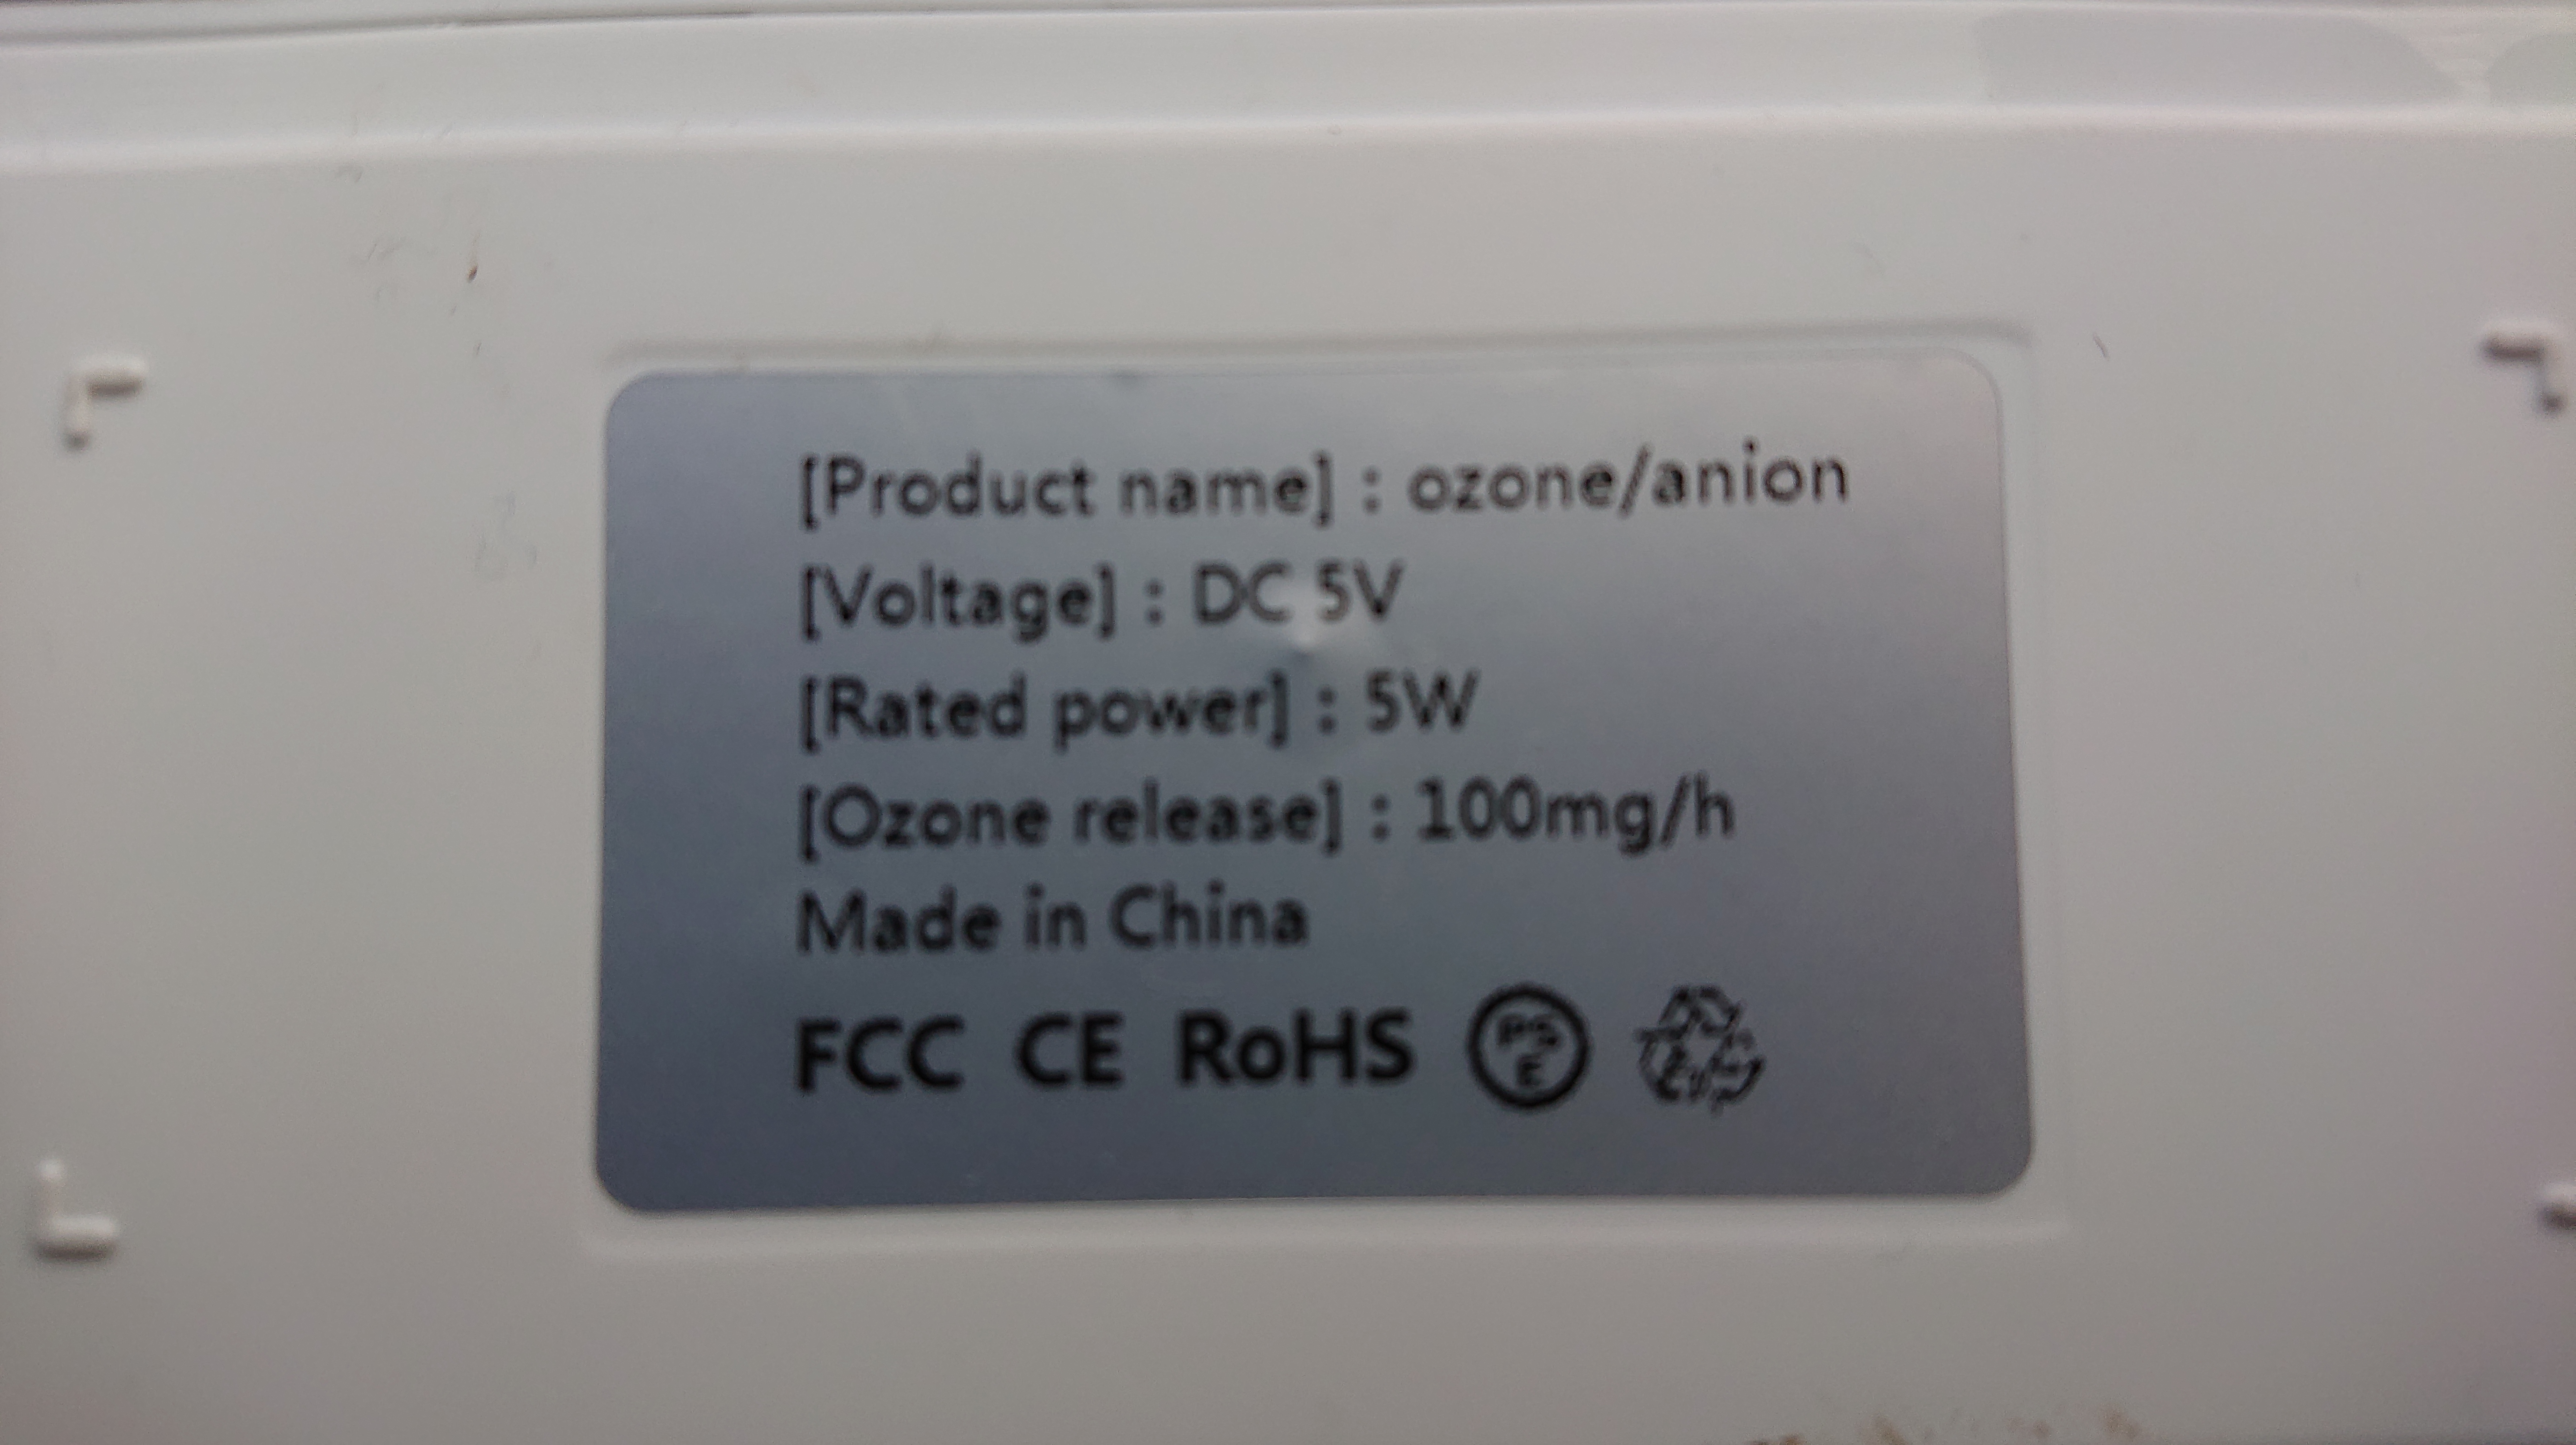 [Product name] : ozone/anion
[Voltage] : DC 5V
[Rated power] : 5W
[Ozone release] : 100mg/h
Made in China
FCC CE RoHS PS E